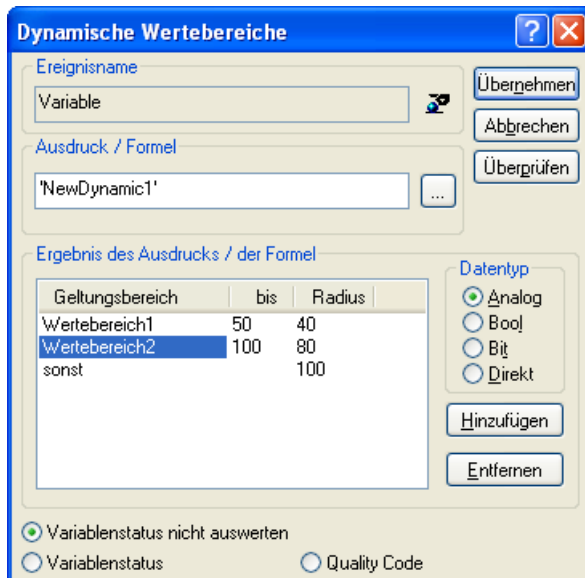 Dynamische Wertebereiche
Ereignisname
Variable
Übernehmen
Abbrechen
Überprüfen
Ausdruck / Formel
'NewDynamic1'
...
Ergebnis des Ausdrucks / der Formel
Geltungsbereich bis Radius
Wertebereich1 50 40
Wertebereich2 100 80
sonst 100
Datentyp
Analog
Bool
Bit
Direkt
Hinzufügen
Entfernen
Variablenstatus nicht auswerten
Variablenstatus Quality Code